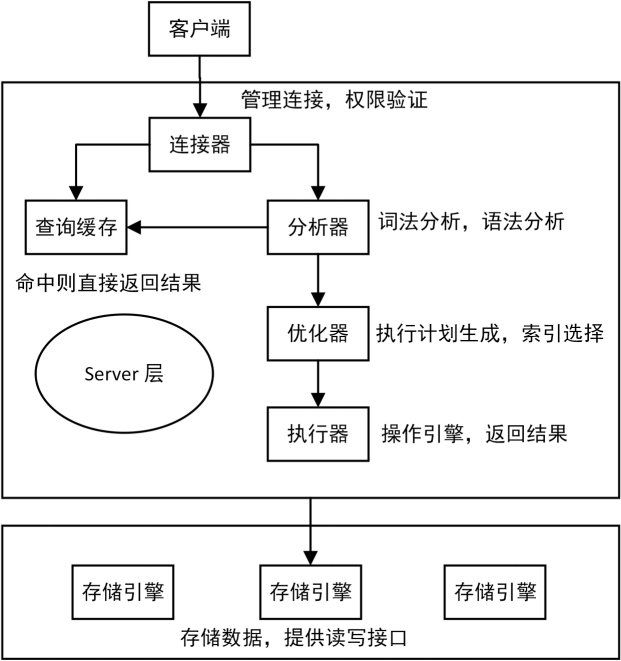 客户端
管理连接，权限验证
连接器
查询缓存
分析器
词法分析，语法分析
命中则直接返回结果
优化器
执行计划生成，索引选择
Server 层
执行器
操作引擎，返回结果
存储引擎
存储引擎
存储引擎
存储数据，提供读写接口